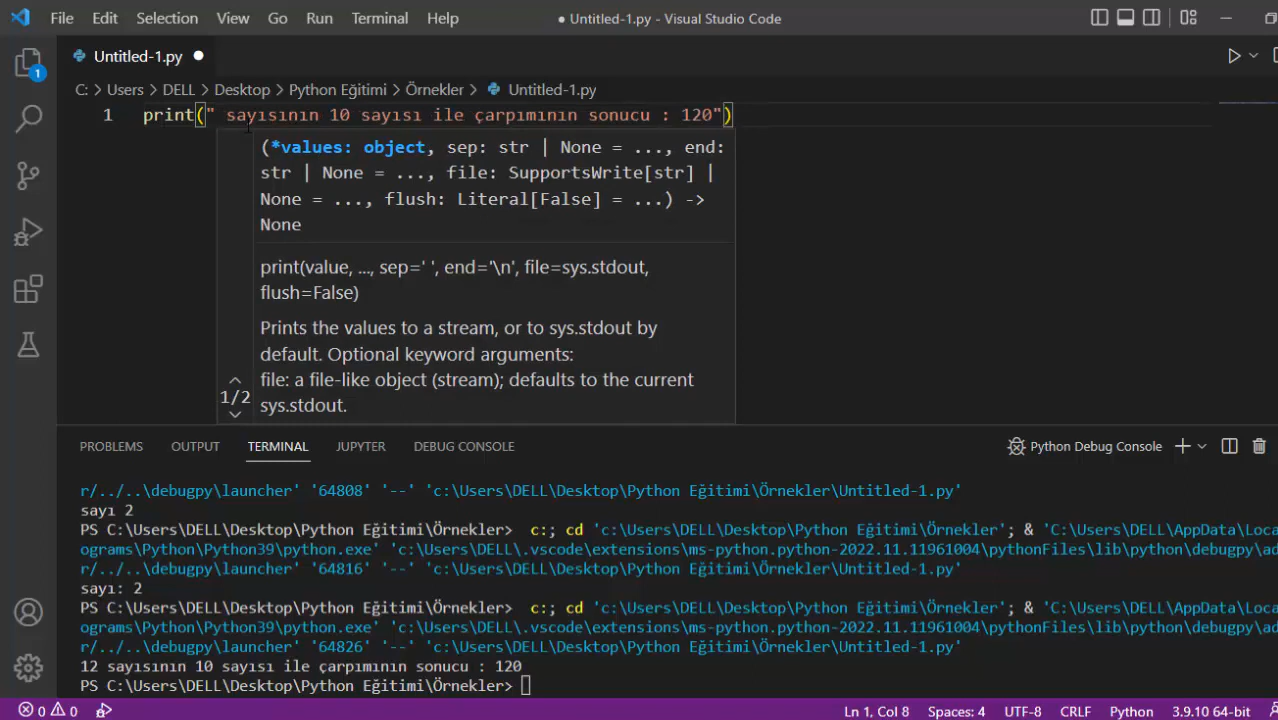 File Edit Selection View Go Run Terminal Help ● Untitled-1.py - Visual Studio Code
Untitled-1.py ●
1
C: > Users > DELL > Desktop > Python Eğitimi > Örnekler > Untitled-1.py
1 print(" sayısının 10 sayısı ile çarpımının sonucu : 120")
(*values: object, sep: str | None = ..., end:
str | None = ..., file: SupportsWrite[str] |
None = ..., flush: Literal[False] = ...) ->
None
print(value, ..., sep=' ', end='\n', file=sys.stdout,
flush=False)
Prints the values to a stream, or to sys.stdout by
default. Optional keyword arguments:
file: a file-like object (stream); defaults to the current
1/2
sys.stdout.
PROBLEMS OUTPUT TERMINAL JUPYTER DEBUG CONSOLE Python Debug Console
r/../..\debugpy\launcher' '64808' '--' 'c:\Users\DELL\Desktop\Python Eğitimi\Örnekler\Untitled-1.py'
sayı 2
PS C:\Users\DELL\Desktop\Python Eğitimi\Örnekler> c:; cd 'c:\Users\DELL\Desktop\Python Eğitimi\Örnekler'; & 'C:\Users\DELL\AppData\Loca
ograms\Python\Python39\python.exe' 'c:\Users\DELL\.vscode\extensions\ms-python.python-2022.11.11961004\pythonFiles\lib\python\debugpy\ad
r/../..\debugpy\launcher' '64816' '--' 'c:\Users\DELL\Desktop\Python Eğitimi\Örnekler\Untitled-1.py'
sayı: 2
PS C:\Users\DELL\Desktop\Python Eğitimi\Örnekler> c:; cd 'c:\Users\DELL\Desktop\Python Eğitimi\Örnekler'; & 'C:\Users\DELL\AppData\Loca
ograms\Python\Python39\python.exe' 'c:\Users\DELL\.vscode\extensions\ms-python.python-2022.11.11961004\pythonFiles\lib\python\debugpy\ad
r/../..\debugpy\launcher' '64826' '--' 'c:\Users\DELL\Desktop\Python Eğitimi\Örnekler\Untitled-1.py'
12 sayısının 10 sayısı ile çarpımının sonucu : 120
PS C:\Users\DELL\Desktop\Python Eğitimi\Örnekler>
0 0 Ln 1, Col 8 Spaces: 4 UTF-8 CRLF Python 3.9.10 64-bit